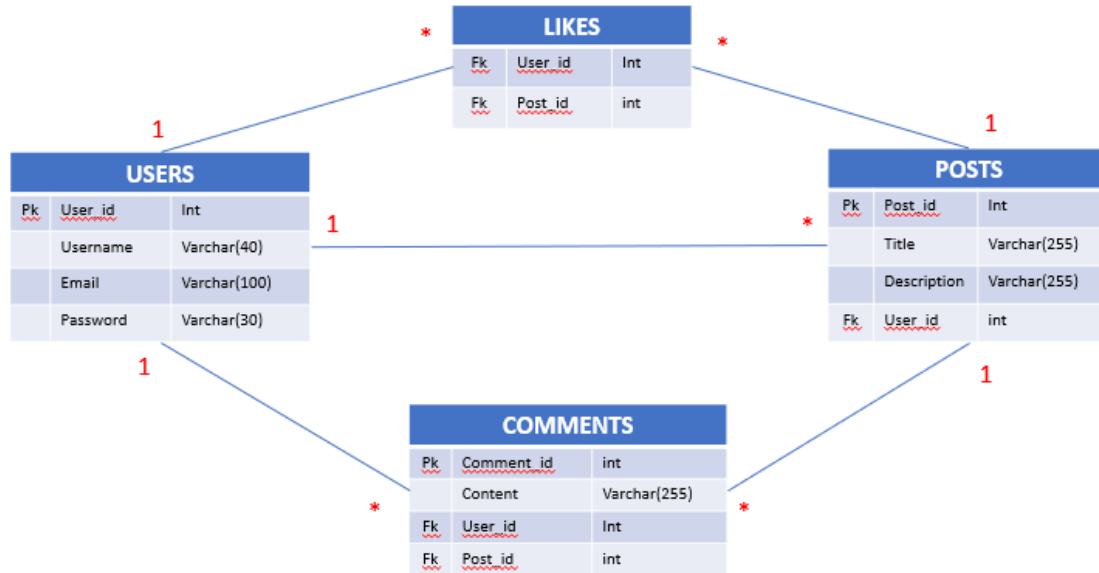 LIKES
* *
Fk User_id Int
Fk Post_id int
1 1
USERS
Pk User_id Int
Username Varchar(40)
Email Varchar(100)
Password Varchar(30)
POSTS
Pk Post_id Int
Title Varchar(255)
Description Varchar(255)
Fk User_id int
1 *
1 1
COMMENTS
Pk Comment_id int
Content Varchar(255)
Fk User_id Int
Fk Post_id int
* *